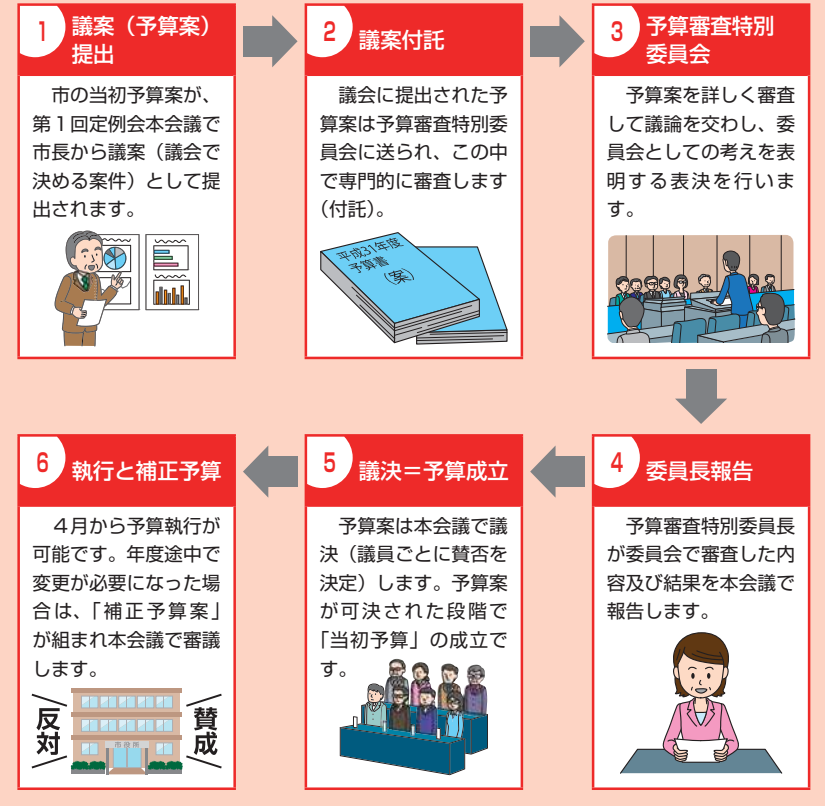 1 議案（予算案）
提出
市の当初予算案が、
第１回定例会本会議で
市長から議案（議会で
決める案件）として提
出されます。
2 議案付託
議会に提出された予
算案は予算審査特別委
員会に送られ、この中
で専門的に審査します
（付託）。
平成31年度
予算書
（案）
3 予算審査特別
委員会
予算案を詳しく審査
して議論を交わし、委
員会としての考えを表
明する表決を行いま
す。
4 委員長報告
予算審査特別委員長
が委員会で審査した内
容及び結果を本会議で
報告します。
5 議決＝予算成立
予算案は本会議で議
決（議員ごとに賛否を
決定）します。予算案
が可決された段階で
「当初予算」の成立で
す。
6 執行と補正予算
４月から予算執行が
可能です。年度途中で
変更が必要になった場
合は、「補正予算案」
が組まれ本会議で審議
します。
反対
市役所
賛成